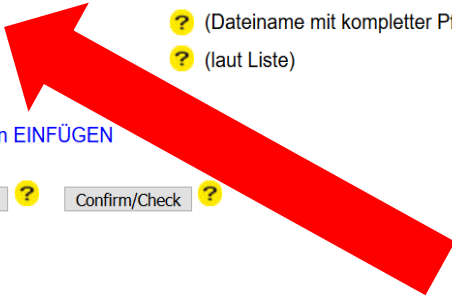 ? (Dateiname mit kompletter
? (laut Liste)
EINFÜGEN
? Confirm/Check ?